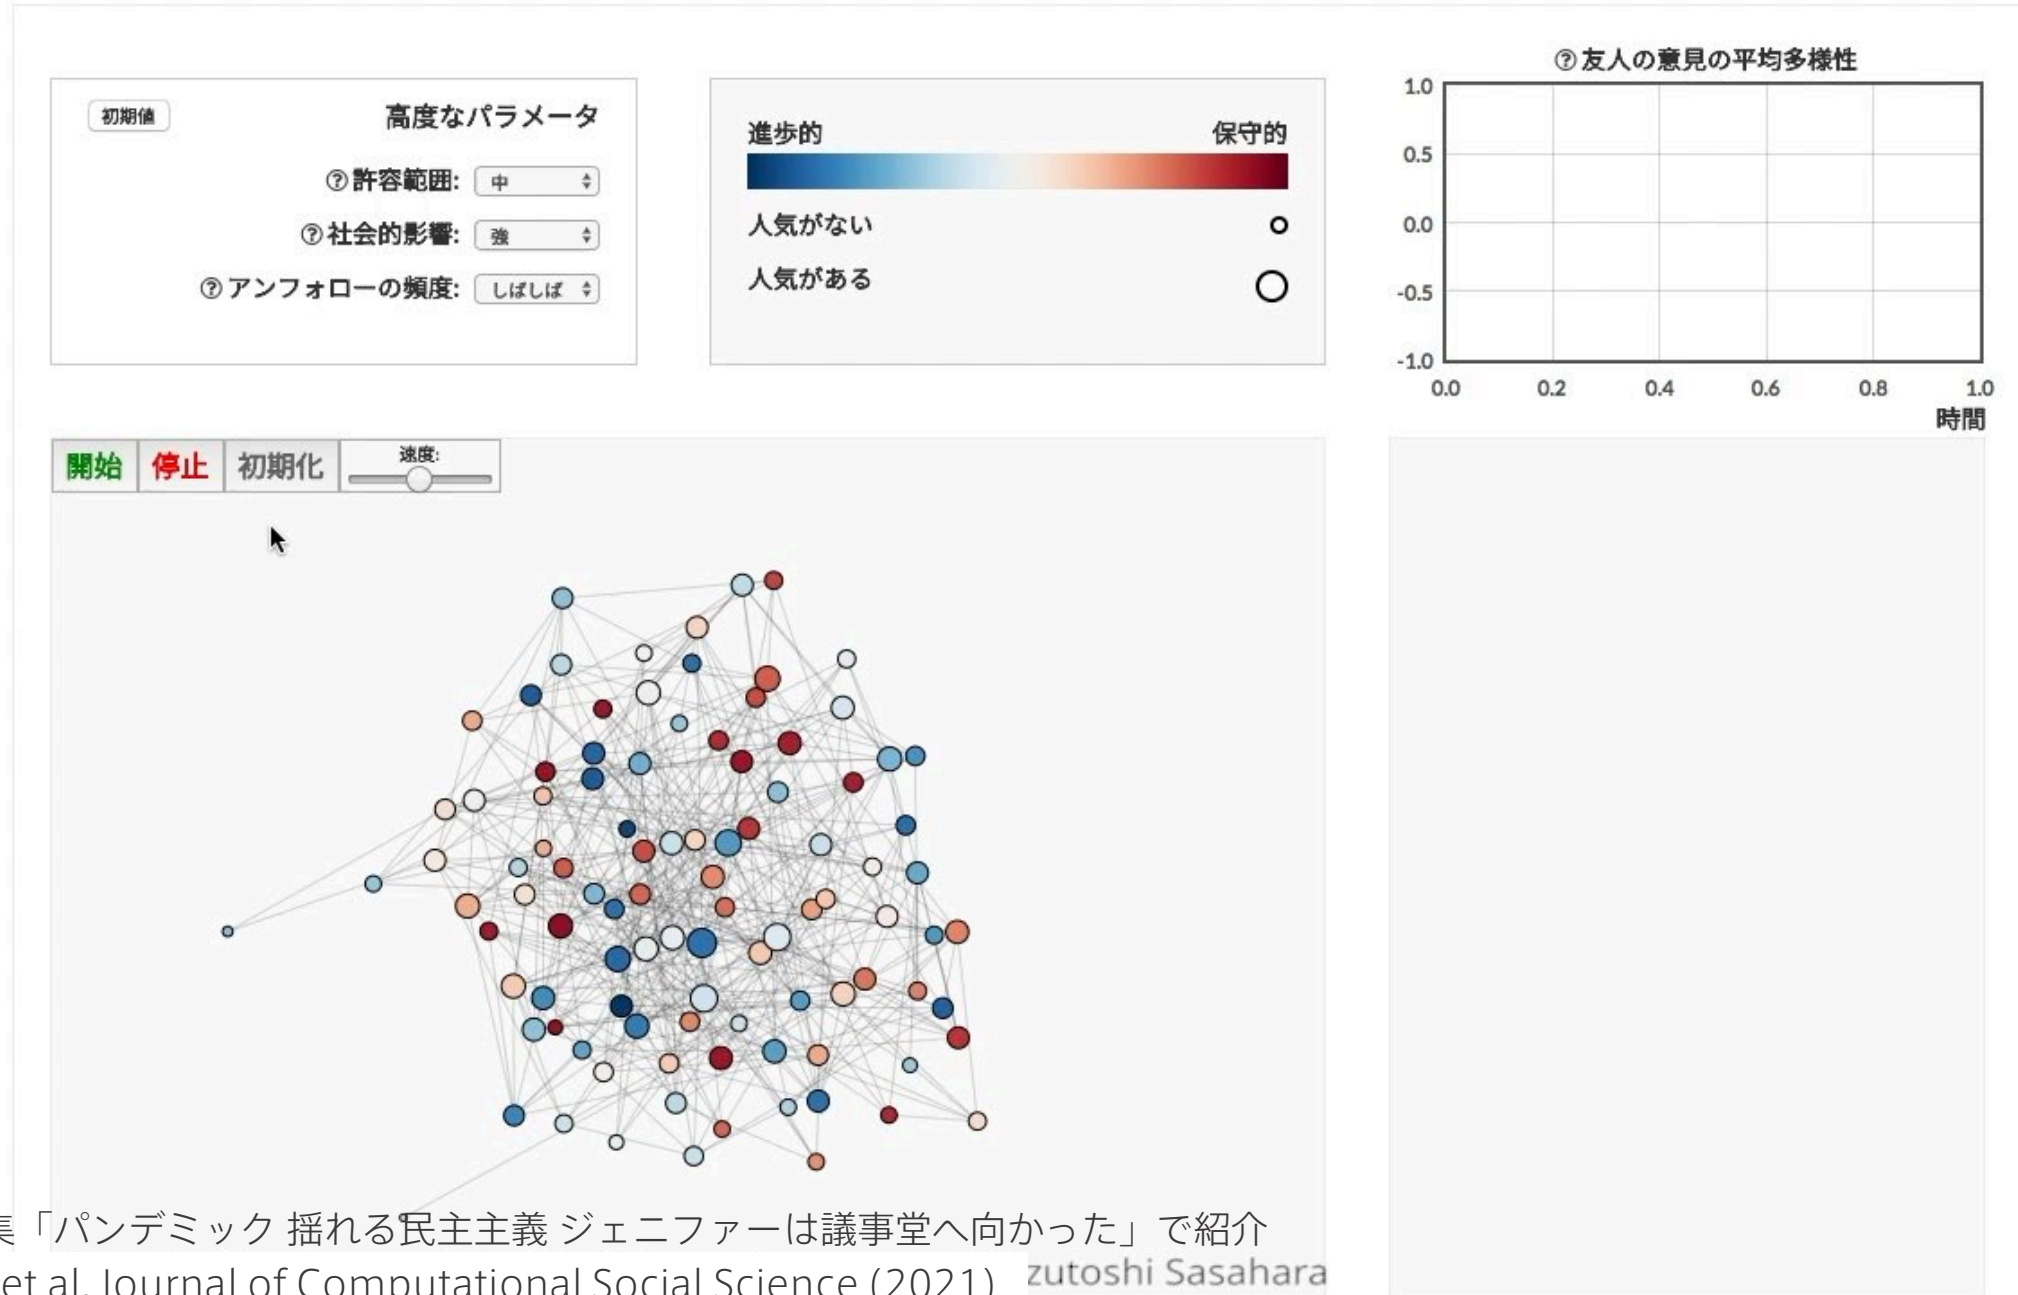 初期値
高度なパラメータ
?許容範囲: 中
?社会的影響: 強
?アンフォローの頻度: しばしば
進歩的 保守的
人気がない
人気がある
?友人の意見の平均多様性
1.0
0.5
0.0
-0.5
-1.0
0.0 0.2 0.4 0.6 0.8 1.0
時間
開始 停止 初期化 速度:
「パンデミック 揺れる民主主義 ジェニファーは議事堂へ向かった」で紹介
et al. Journal of Computational Social Science (2021)
zutoshi Sasahara